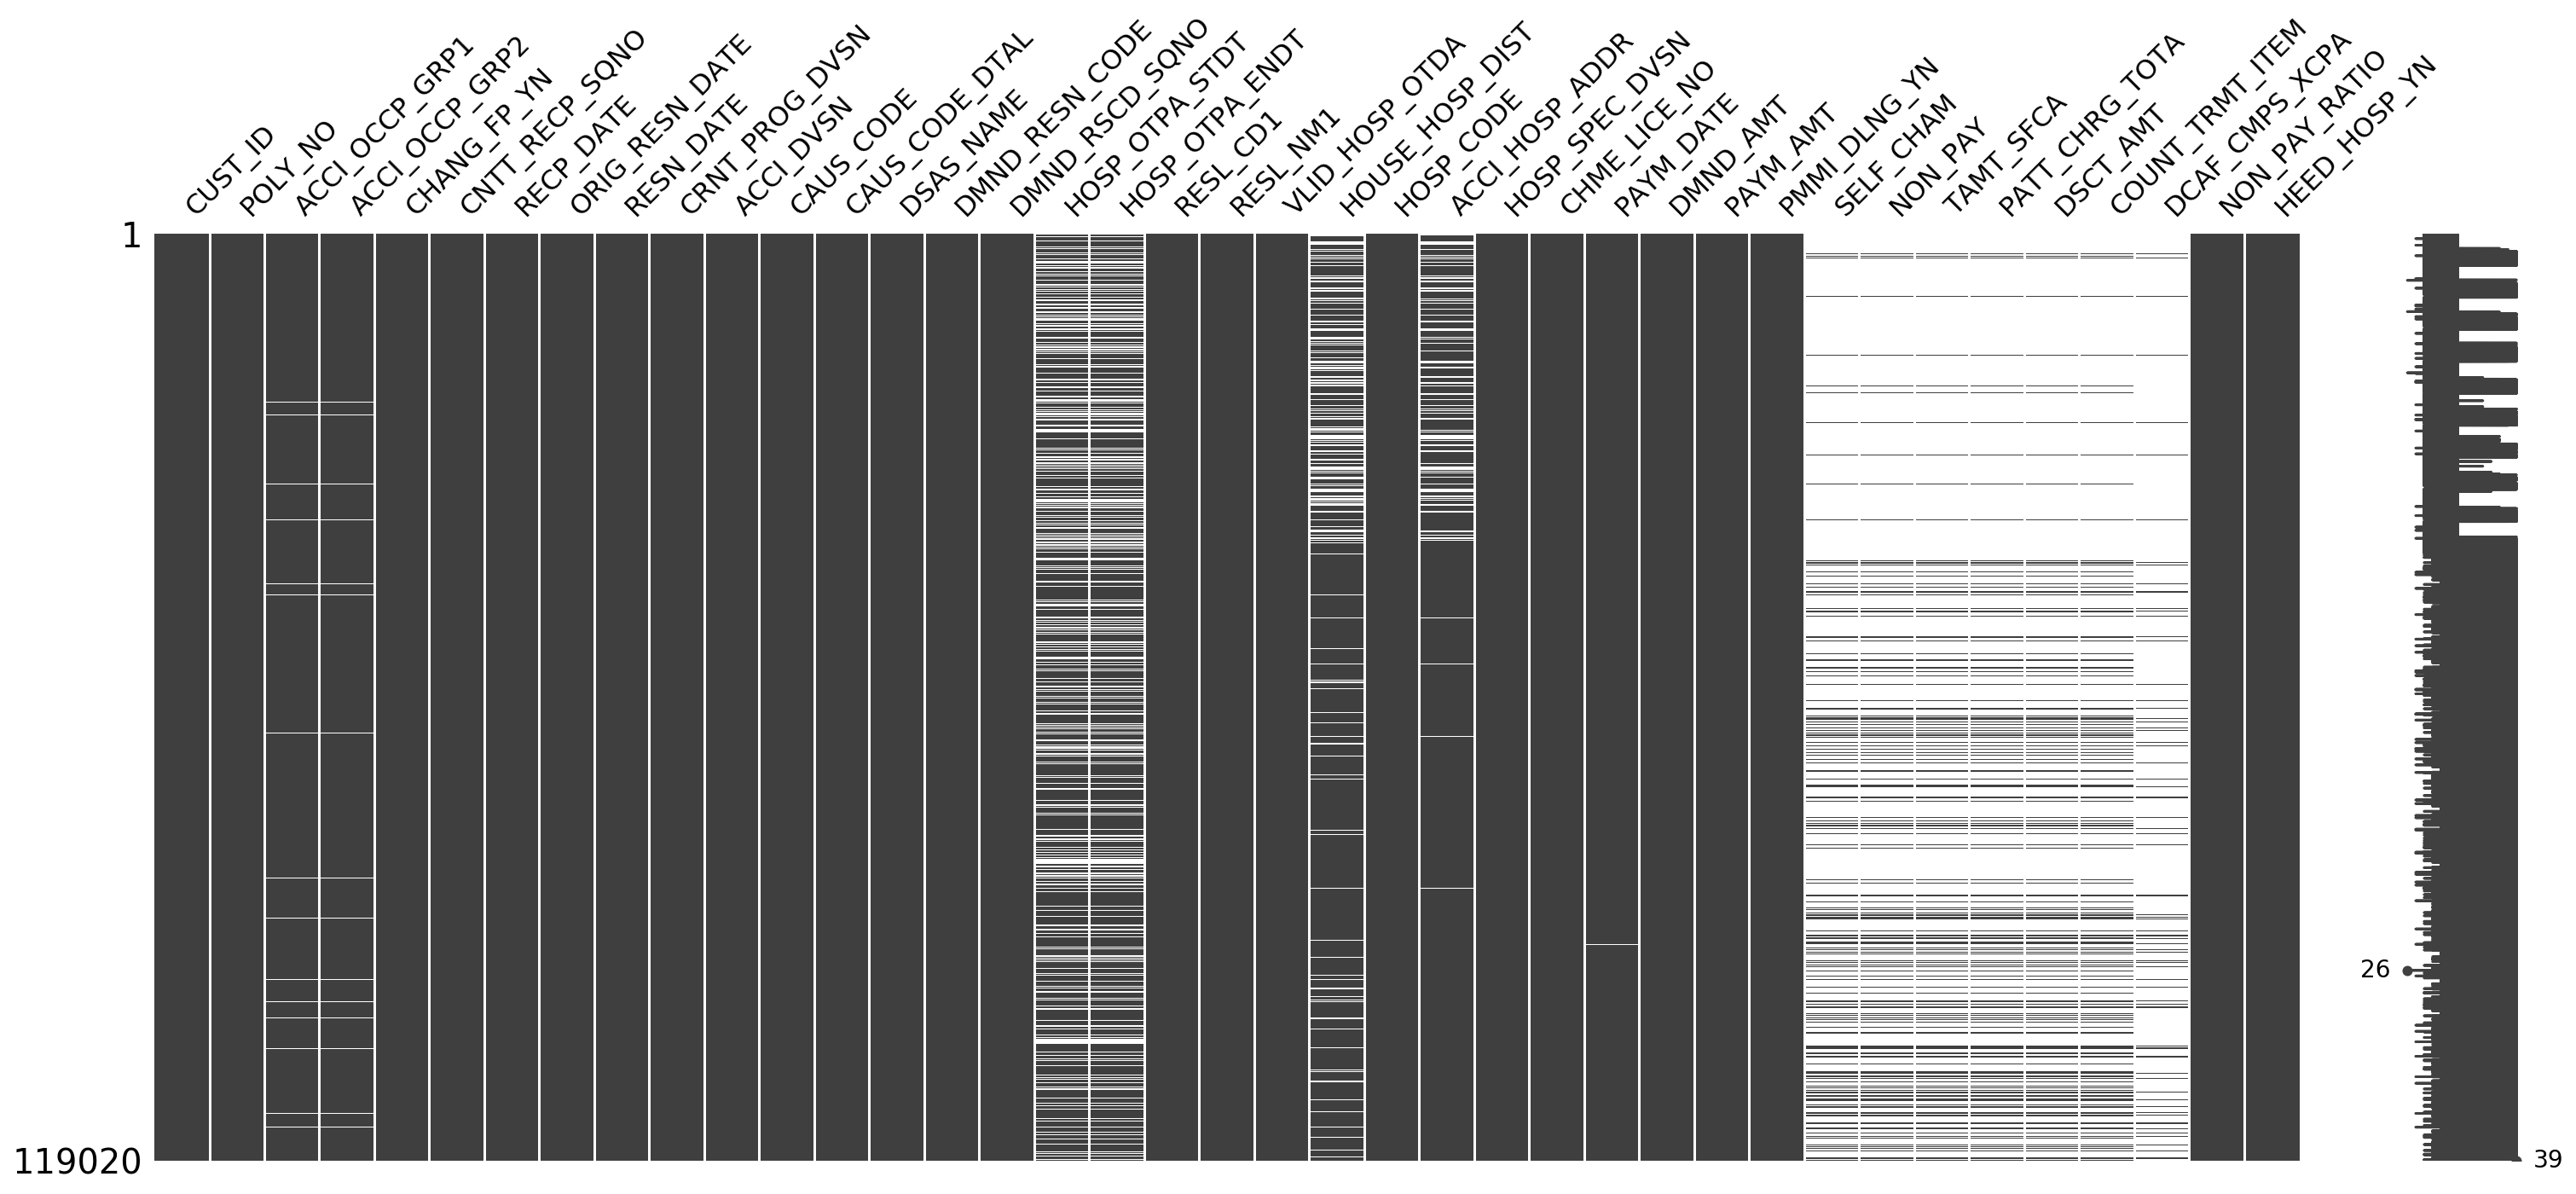 CUST_ID
POLY_NO
ACCI_OCCP_GRP1
ACCI_OCCP_GRP2
CHANG_FP_YN
CNTT_RECP_SQNO
RECP_DATE
ORIG_RESN_DATE
RESN_DATE
CRNT_PROG_DVSN
ACCI_DVSN
CAUS_CODE
CAUS_CODE_DTAL
DSAS_NAME
DMND_RESN_CODE
DMND_RSCD_SQNO
HOSP_OTPA_STDT
HOSP_OTPA_ENDT
RESL_CD1
RESL_NM1
VLID_HOSP_OTDA
HOUSE_HOSP_DIST
HOSP_CODE
ACCI_HOSP_ADDR
HOSP_SPEC_DVSN
CHME_LICE_NO
PAYM_DATE
DMND_AMT
PAYM_AMT
PMMI_DLNG_YN
SELF_CHAM
NON_PAY
TAMT_SFCA
PATT_CHRG_TOTA
DSCT_AMT
COUNT_TRMT_ITEM
DCAF_CMPS_XCPA
NON_PAY_RATIO
HEED_HOSP_YN
1
26
119020
39